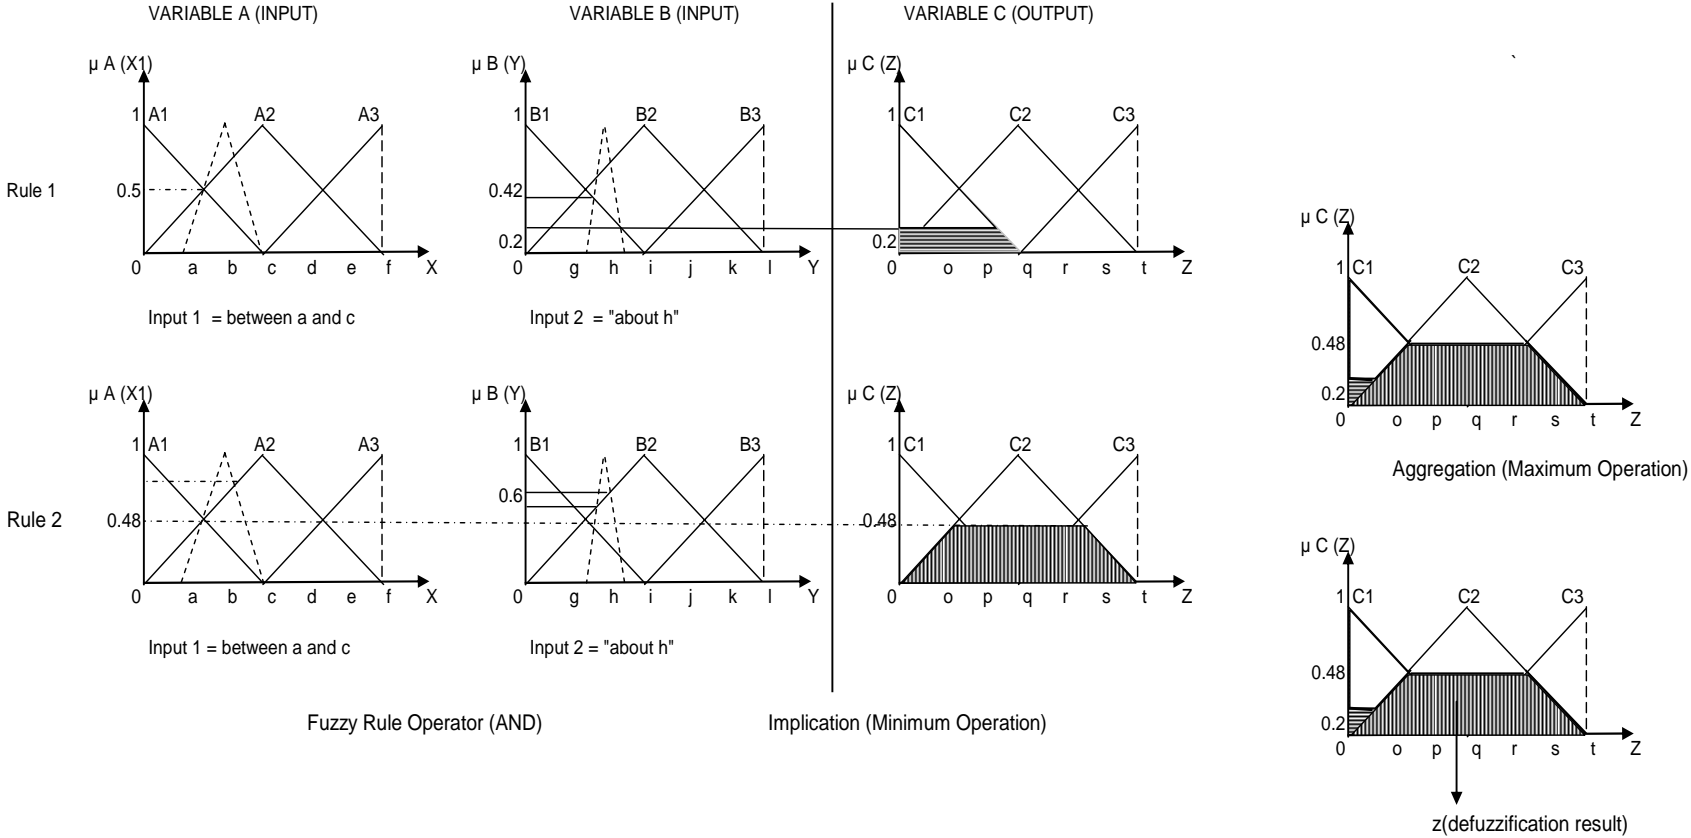 VARIABLE A (INPUT) VARIABLE B (INPUT) VARIABLE C (OUTPUT)
µ A (X1) µ B (Y) µ C (Z) `
1 A1 A2 A3 1 B1 B2 B3 1 C1 C2 C3
Rule 1 0.5 0.42
0.2 0.2
0 a b c d e f X 0 g h i j k l Y 0 o p q r s t Z
Input 1 = between a and c Input 2 = "about h"
µ A (X1) µ B (Y) µ C (Z)
1 A1 A2 A3 1 B1 B2 B3 1 C1 C2 C3
0.6
Rule 2 0.48 0.48
0 a b c d e f X 0 g h i j k l Y 0 o p q r s t Z
Input 1 = between a and c Input 2 = "about h"
Fuzzy Rule Operator (AND) Implication (Minimum Operation)
µ C (Z)
1 C1 C2 C3
0.48
0.2
0 o p q r s t Z
Aggregation (Maximum Operation)
µ C (Z)
1 C1 C2 C3
0.48
0.2
0 o p q r s t Z
z(defuzzification result)